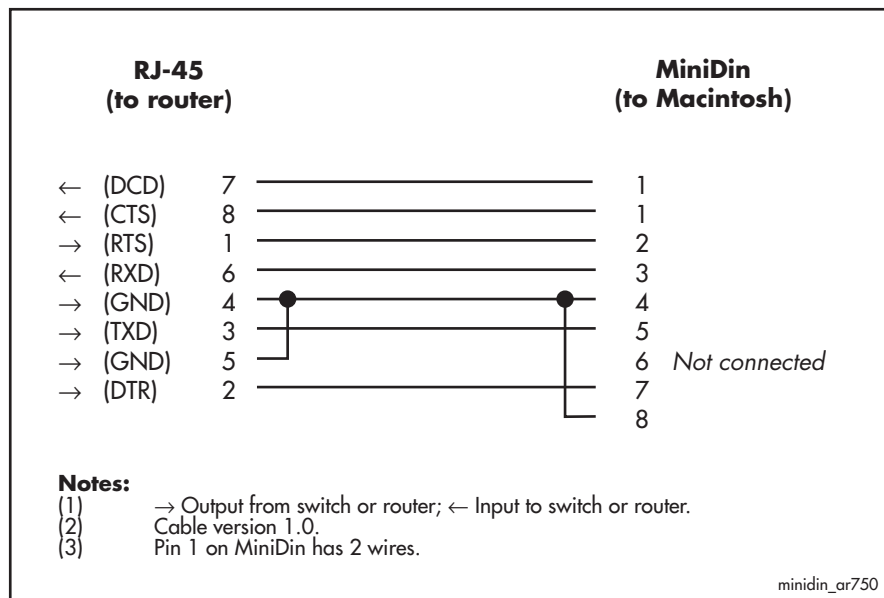 RJ-45 MiniDin
(to router) (to Macintosh)
← (DCD) 7 1
← (CTS) 8 1
→ (RTS) 1 2
← (RXD) 6 3
→ (GND) 4 4
→ (TXD) 3 5
→ (GND) 5 6 Not connected
→ (DTR) 2 7
8
Notes:
(1) → Output from switch or router; ← Input to switch or router.
(2) Cable version 1.0.
(3) Pin 1 on MiniDin has 2 wires.
minidin_ar750